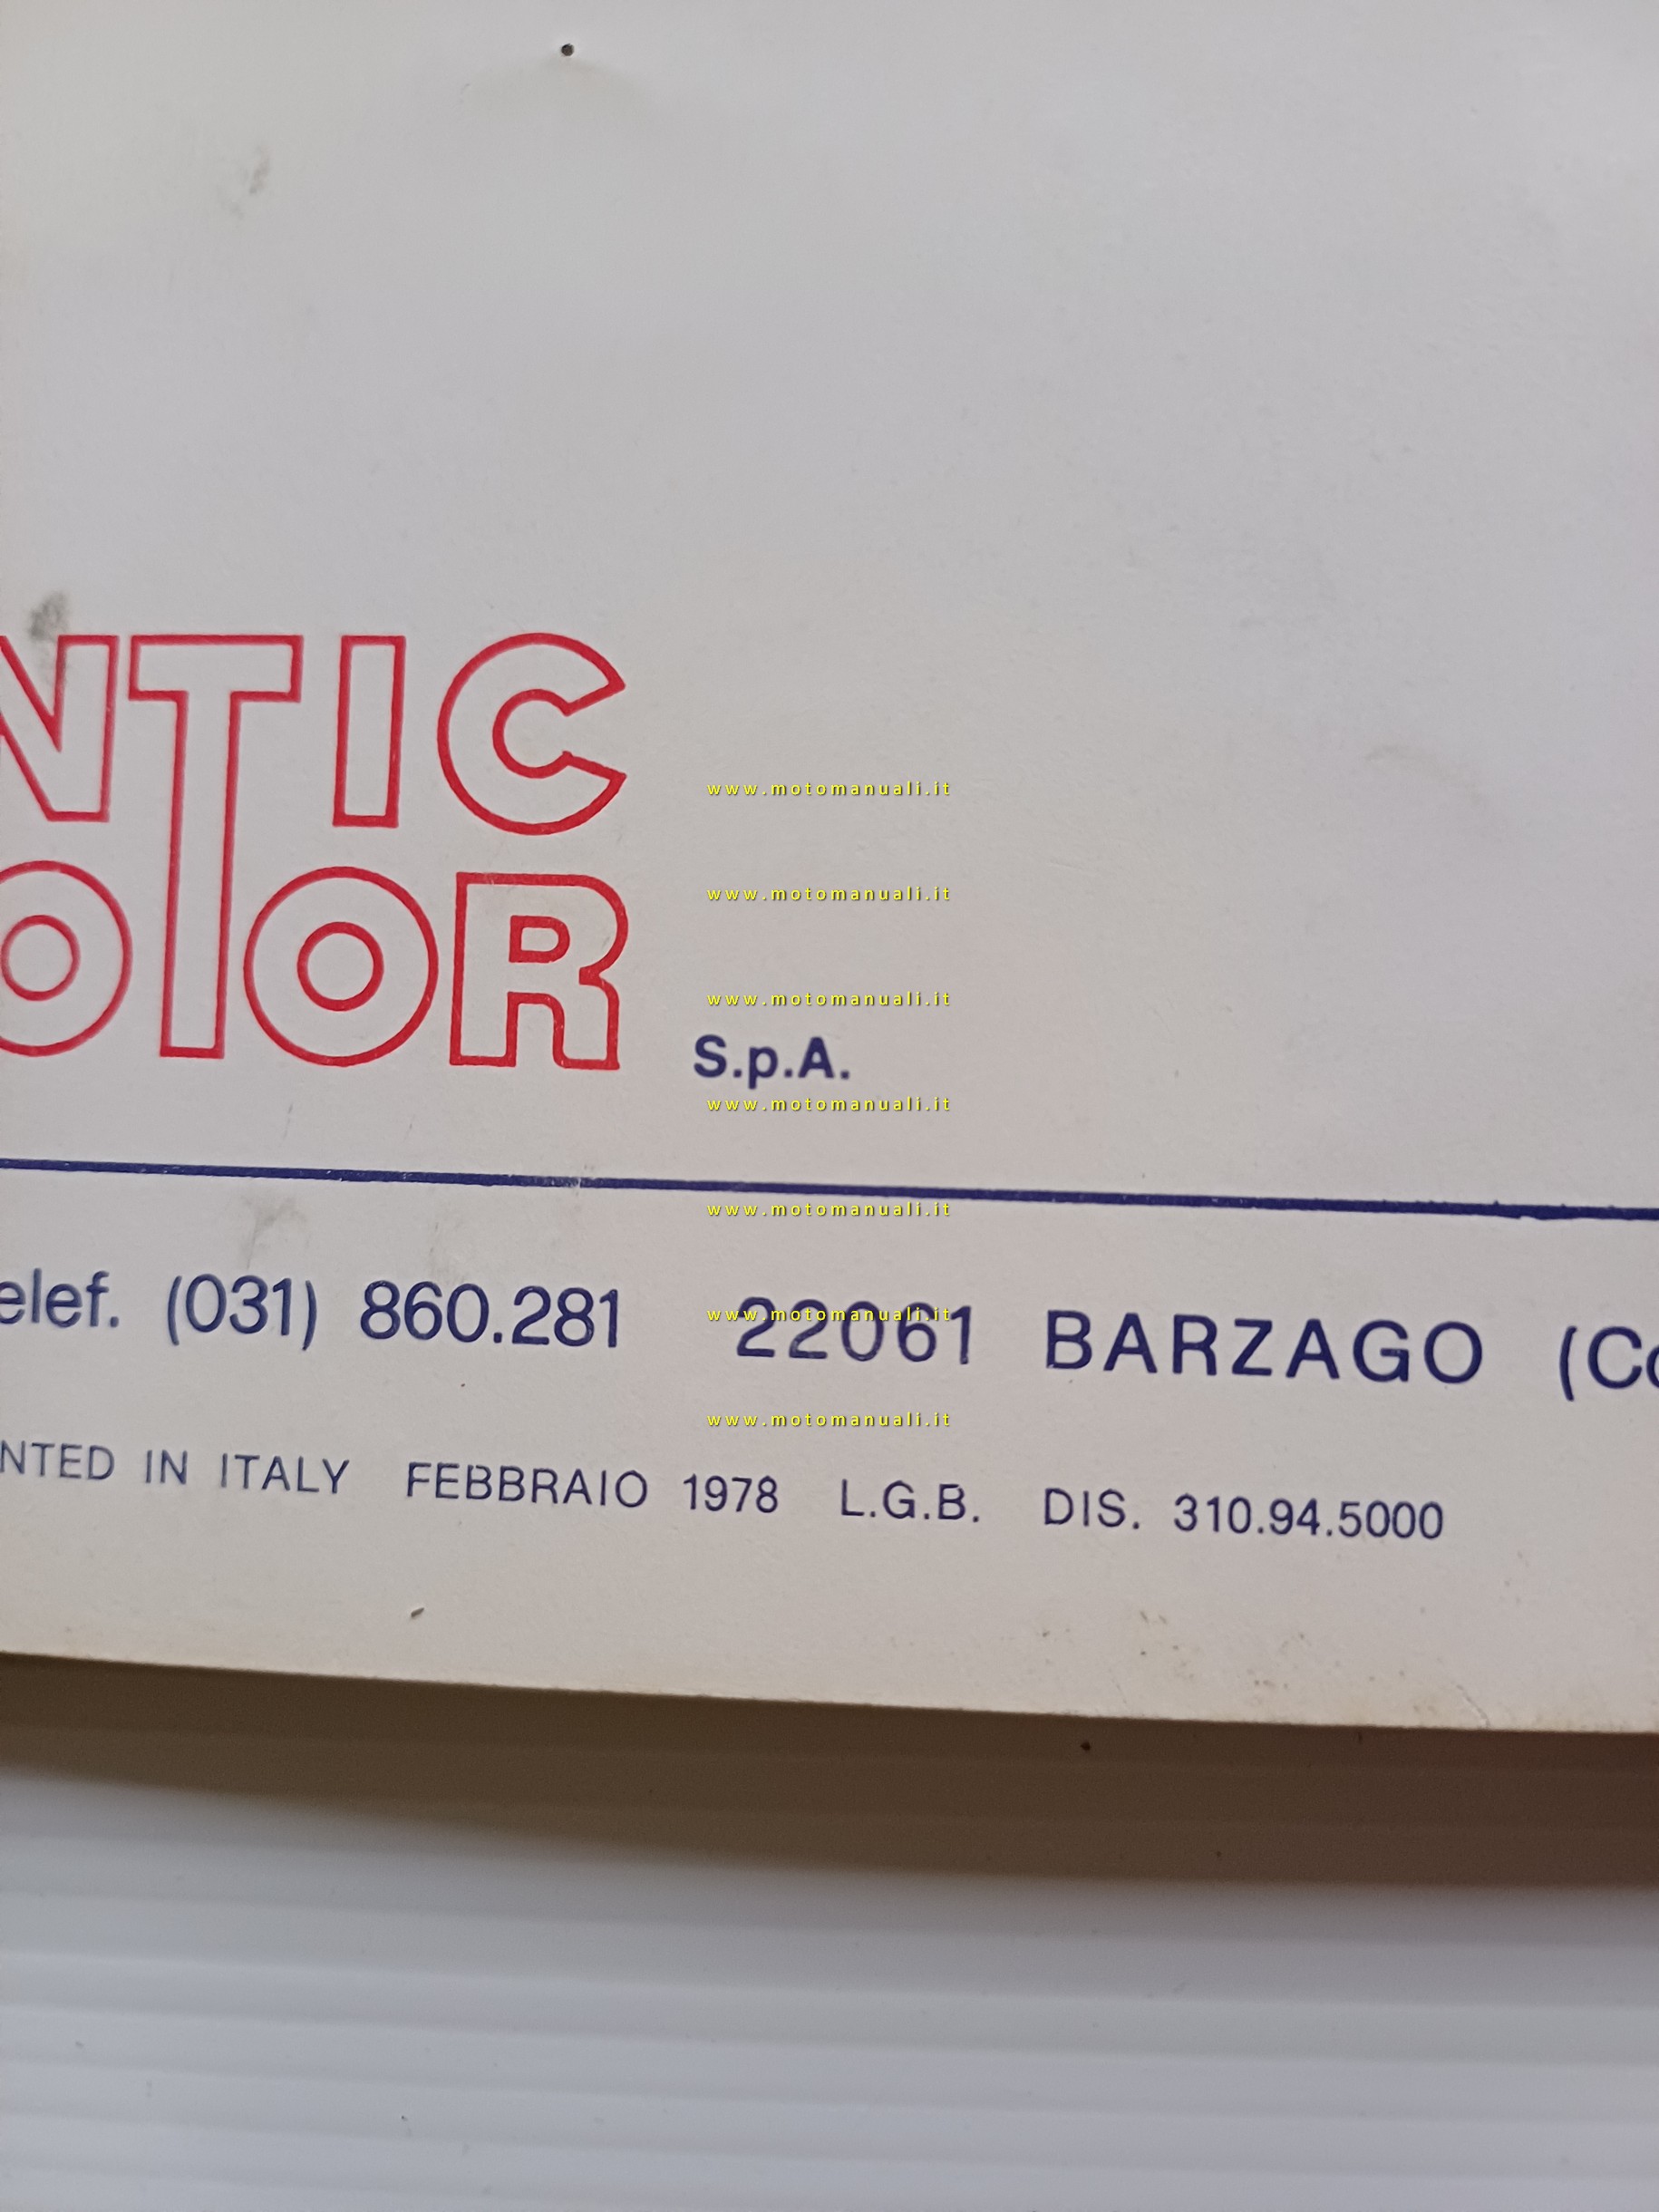 NTIC
OTOR
S.p.A.
elef. (031) 860.281 22061 BARZAGO (Co
NTED IN ITALY FEBBRAIO 1978 L.G.B. DIS. 310.94.5000
www.motomanuali.it
www.motomanuali.it
www.motomanuali.it
www.motomanuali.it
www.motomanuali.it
www.motomanuali.it
www.motomanuali.it